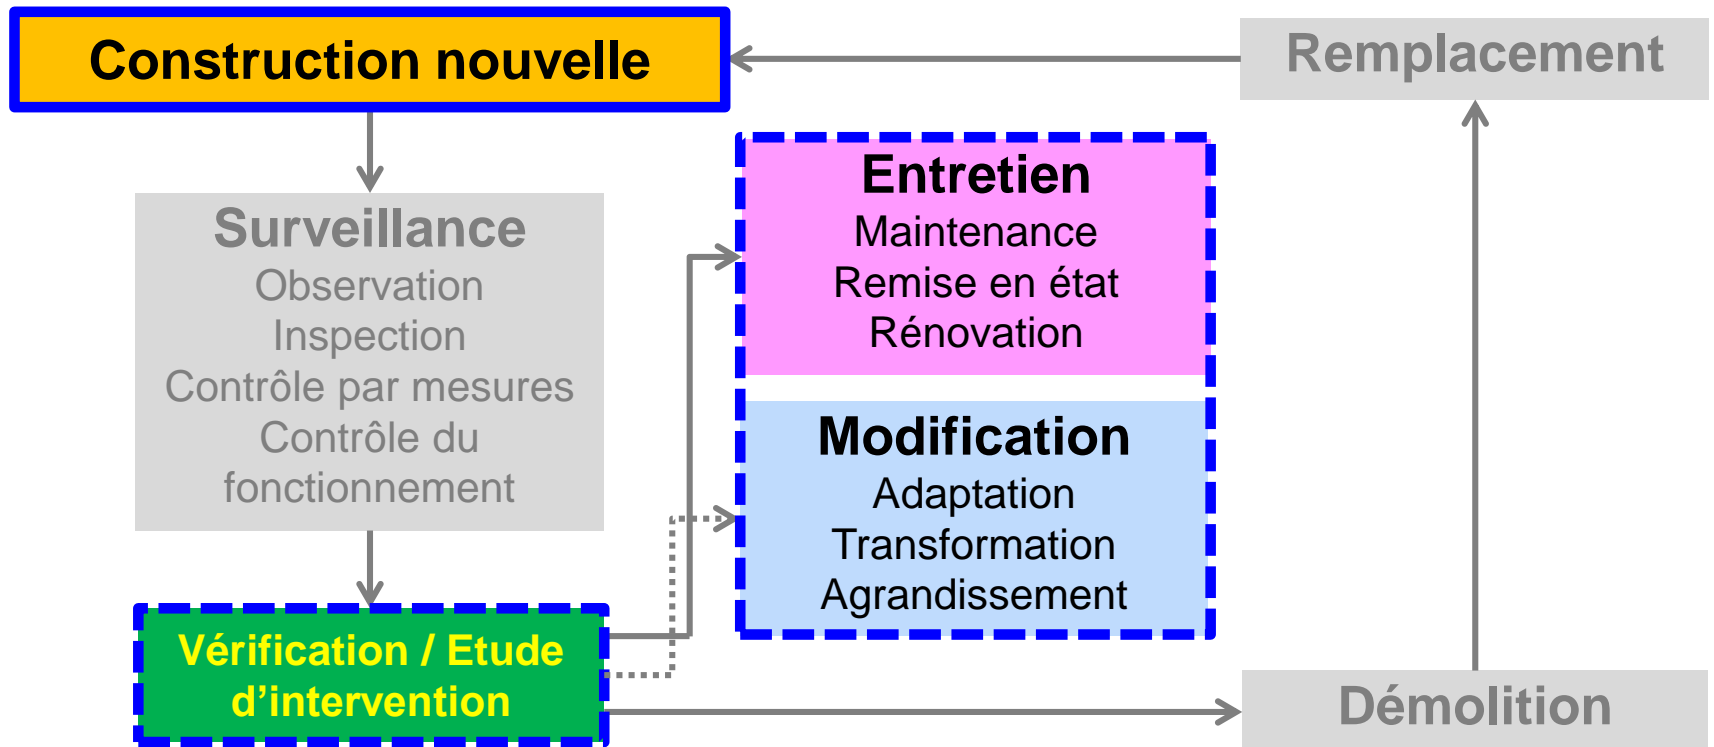 Construction nouvelle
Remplacement
Surveillance
Observation
Inspection
Contrôle par mesures
Contrôle du
fonctionnement
Entretien
Maintenance
Remise en état
Rénovation
Modification
Adaptation
Transformation
Agrandissement
Vérification / Etude
d’intervention
Démolition